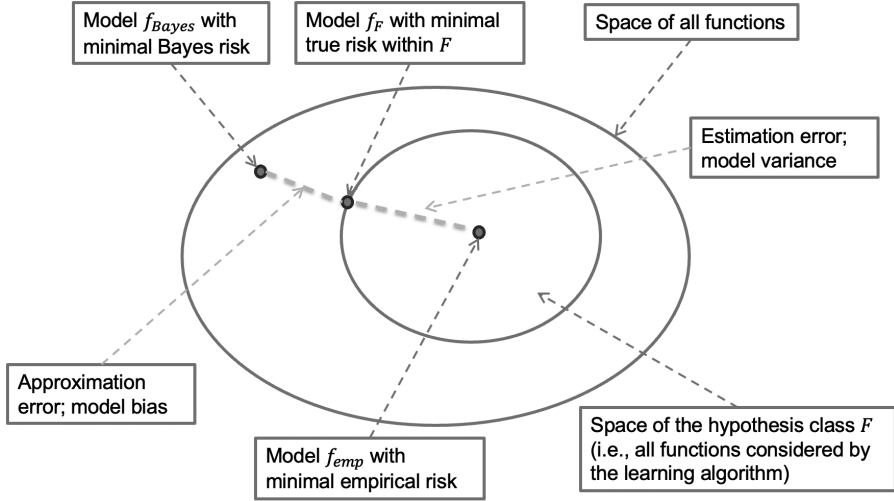 Model f_Bayes with
minimal Bayes risk
Model f_F with minimal
true risk within F
Space of all functions
Estimation error;
model variance
Approximation
error; model bias
Model f_emp with
minimal empirical risk
Space of the hypothesis class F
(i.e., all functions considered by
the learning algorithm)